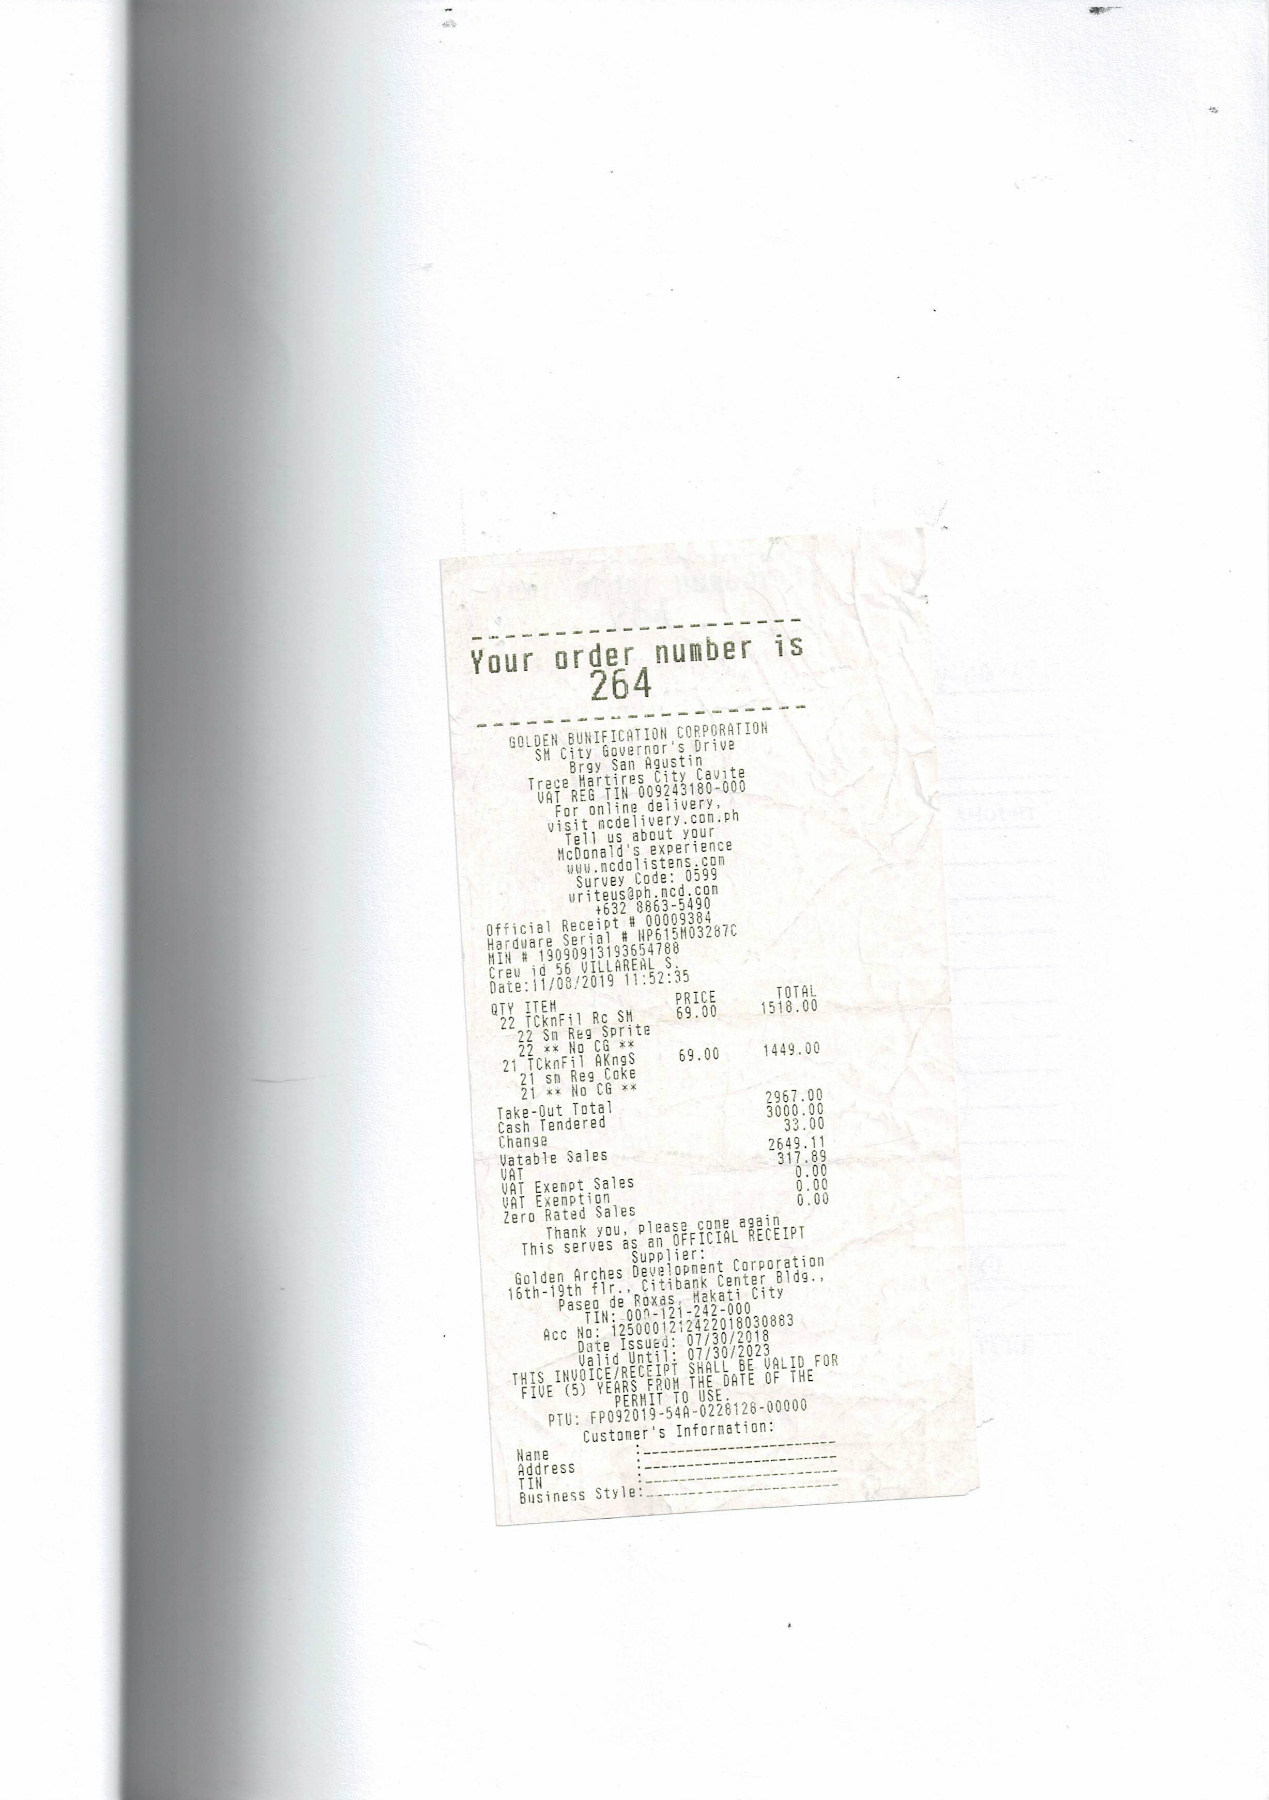 Your order number is
264
GOLDEN BUNIFICATION CORPORATION
SM City Governor's Drive
Brgy San Agustin
Trece Martires City Cavite
VAT REG TIN 009243180-000
For online delivery,
visit mcdelivery.com.ph
Tell us about your
McDonald's experience
www.mcdolistens.com
Survey Code: 0599
writeus@ph.mcd.com
+632 8863-5490
Official Receipt # 00009384
Hardware Serial # NP615M03287C
MIN # 19090913193654788
Crew id 56 VILLAREAL S.
Date:11/08/2019 11:52:35
QTY ITEM PRICE TOTAL
22 TCknFil Rc SM 69.00 1518.00
22 Sm Reg Sprite
22 ** No CG **
21 TCknFil AKngS 69.00 1449.00
21 sm Reg Coke
21 ** No CG **
Take-Out Total 2967.00
Cash Tendered 3000.00
Change 33.00
Vatable Sales 2649.11
VAT 317.89
VAT Exempt Sales 0.00
VAT Exemption 0.00
Zero Rated Sales 0.00
Thank you, please come again
This serves as an OFFICIAL RECEIPT
Supplier:
Golden Arches Development Corporation
16th-19th flr., Citibank Center Bldg.,
Paseo de Roxas, Makati City
TIN: 000-121-242-000
Acc No: 1250001212422018030863
Date Issued: 07/30/2018
Valid Until: 07/30/2023
THIS INVOICE/RECEIPT SHALL BE VALID FOR
FIVE (5) YEARS FROM THE DATE OF THE
PERMIT TO USE.
PTU: FP092019-54A-0228128-00000
Customer's Information:
Name :
Address :
TIN :
Business Style: